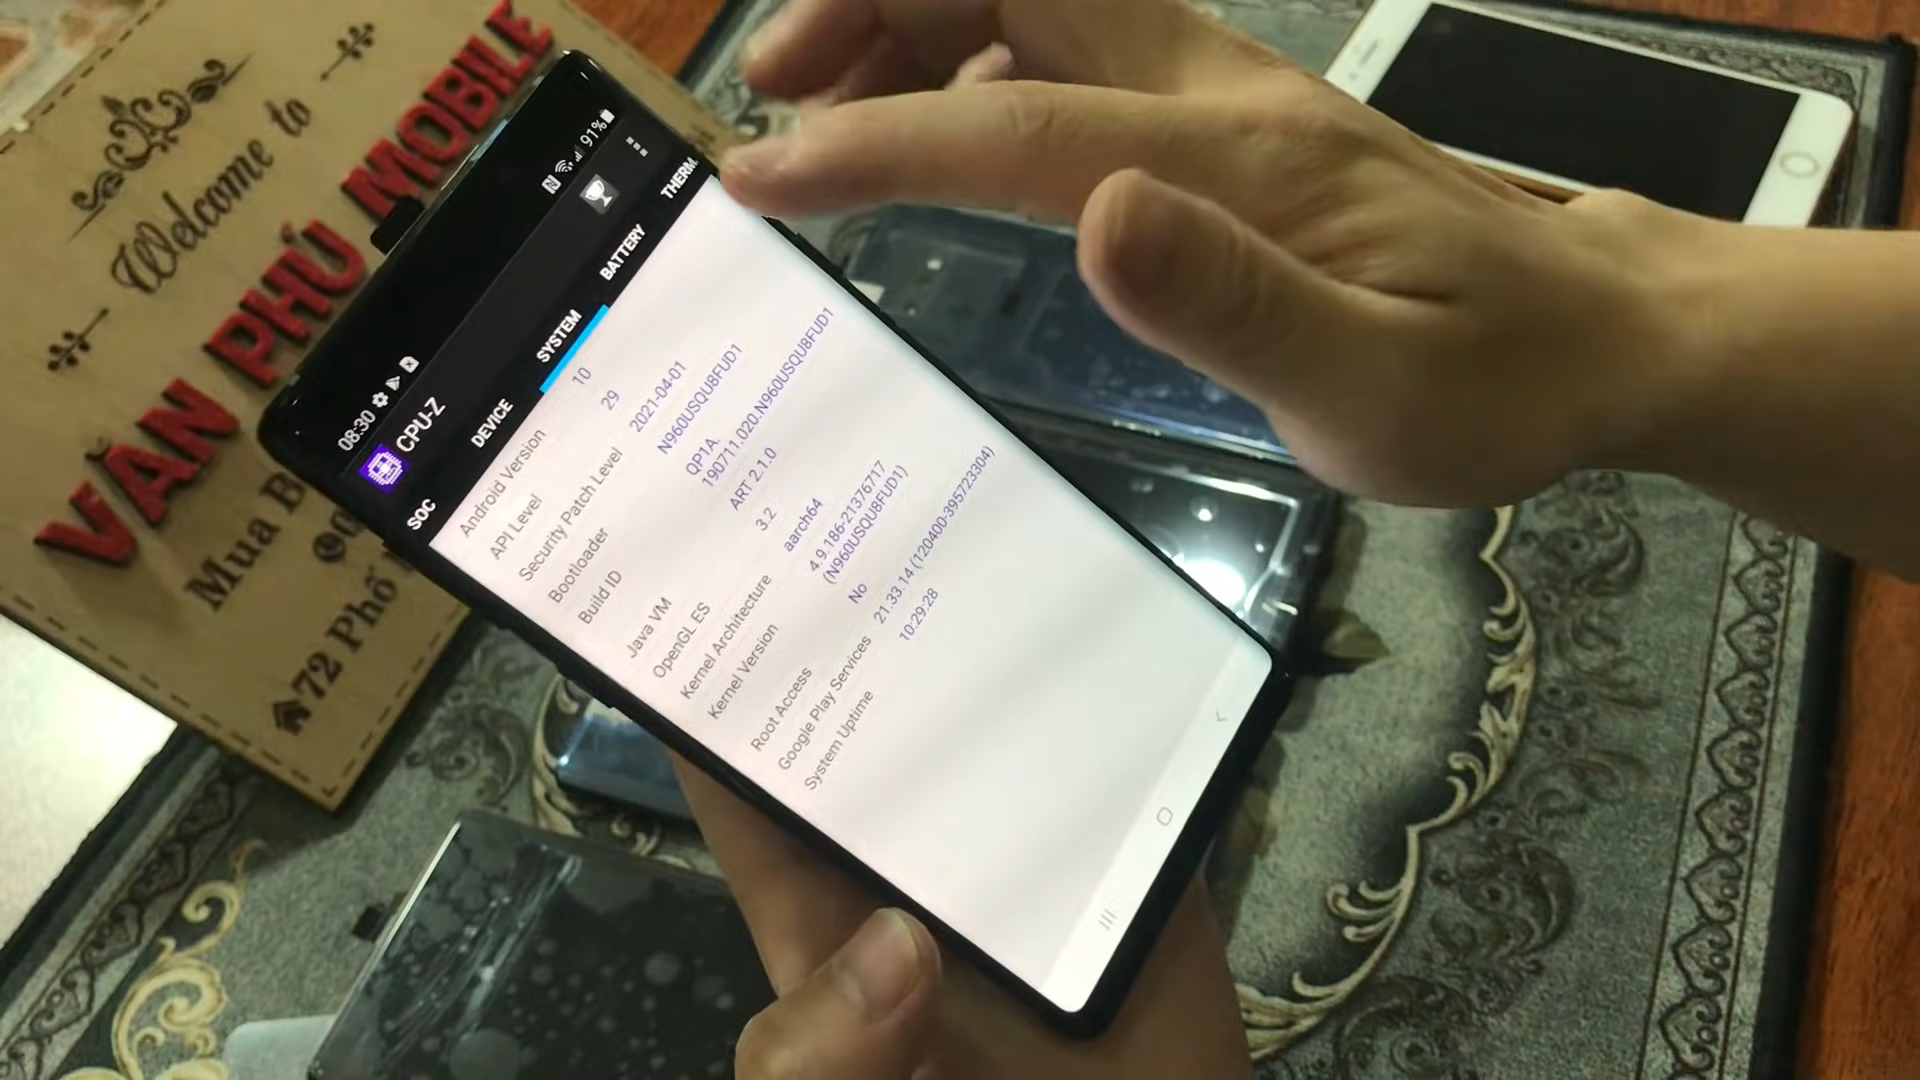 Welcome to
VĂN PHÚ MOBILE
Mua B
72 Phố
08:30
91%
CPU-Z
SOC
DEVICE
SYSTEM
BATTERY
THERM
Android Version 10
API Level 29
Security Patch Level 2021-04-01
Bootloader N960USQU8FUD1
Build ID QP1A.
190711.020.N960USQU8FUD1
Java VM ART 2.1.0
OpenGL ES 3.2
Kernel Architecture aarch64
Kernel Version 4.9.186-21376717
(N960USQU8FUD1)
Root Access No
Google Play Services 21.33.14 (120400-395723304)
System Uptime 10:29:28